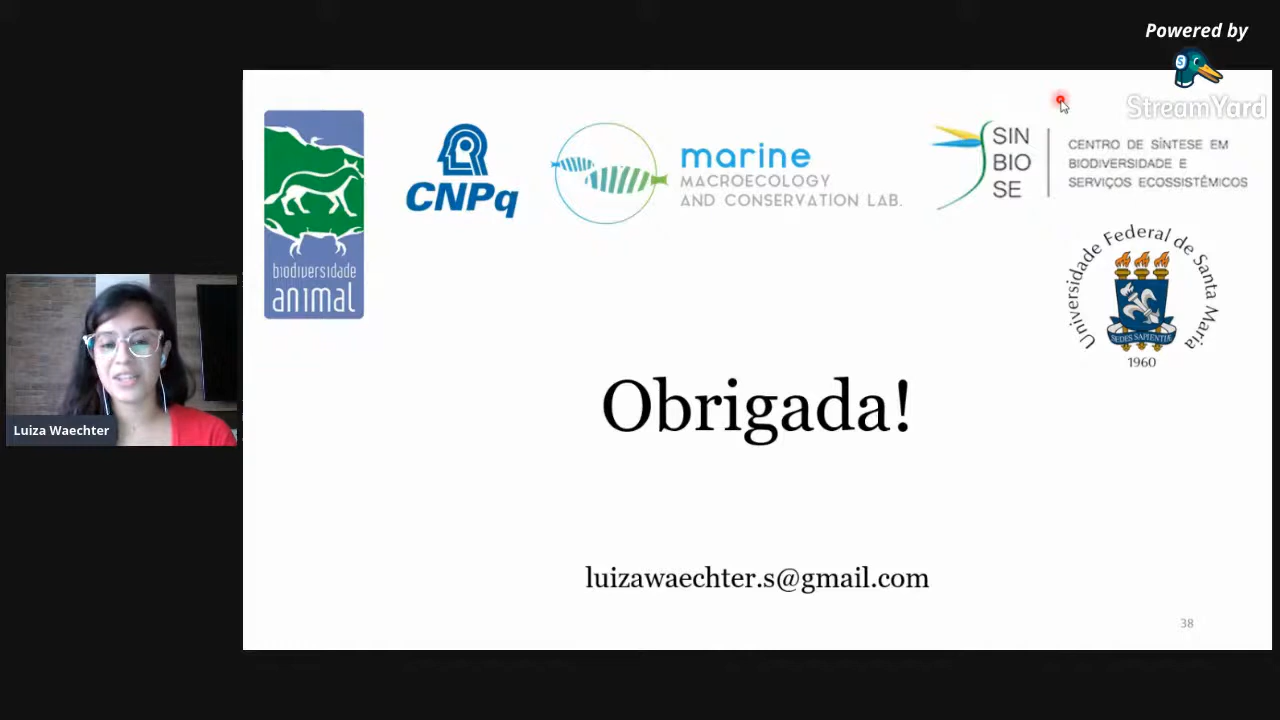 Powered by
S
StreamYard
biodiversidade
animal
CNPq
marine
MACROECOLOGY
AND CONSERVATION LAB.
SIN
BIO
SE
CENTRO DE SÍNTESE EM
BIODIVERSIDADE E
SERVIÇOS ECOSSISTÊMICOS
Universidade Federal de Santa Maria
SEDES SAPIENTIÆ
1960
Obrigada!
Luiza Waechter
luizawaechter.s@gmail.com
38